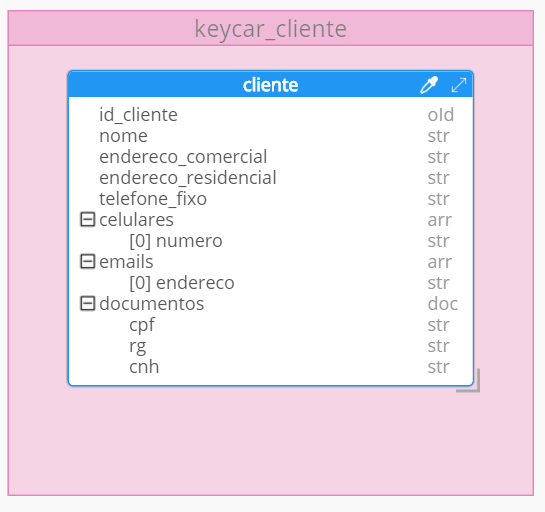 keycar_cliente
cliente
id_cliente oId
nome str
endereco_comercial str
endereco_residencial str
telefone_fixo str
celulares arr
[0] numero str
emails arr
[0] endereco str
documentos doc
cpf str
rg str
cnh str